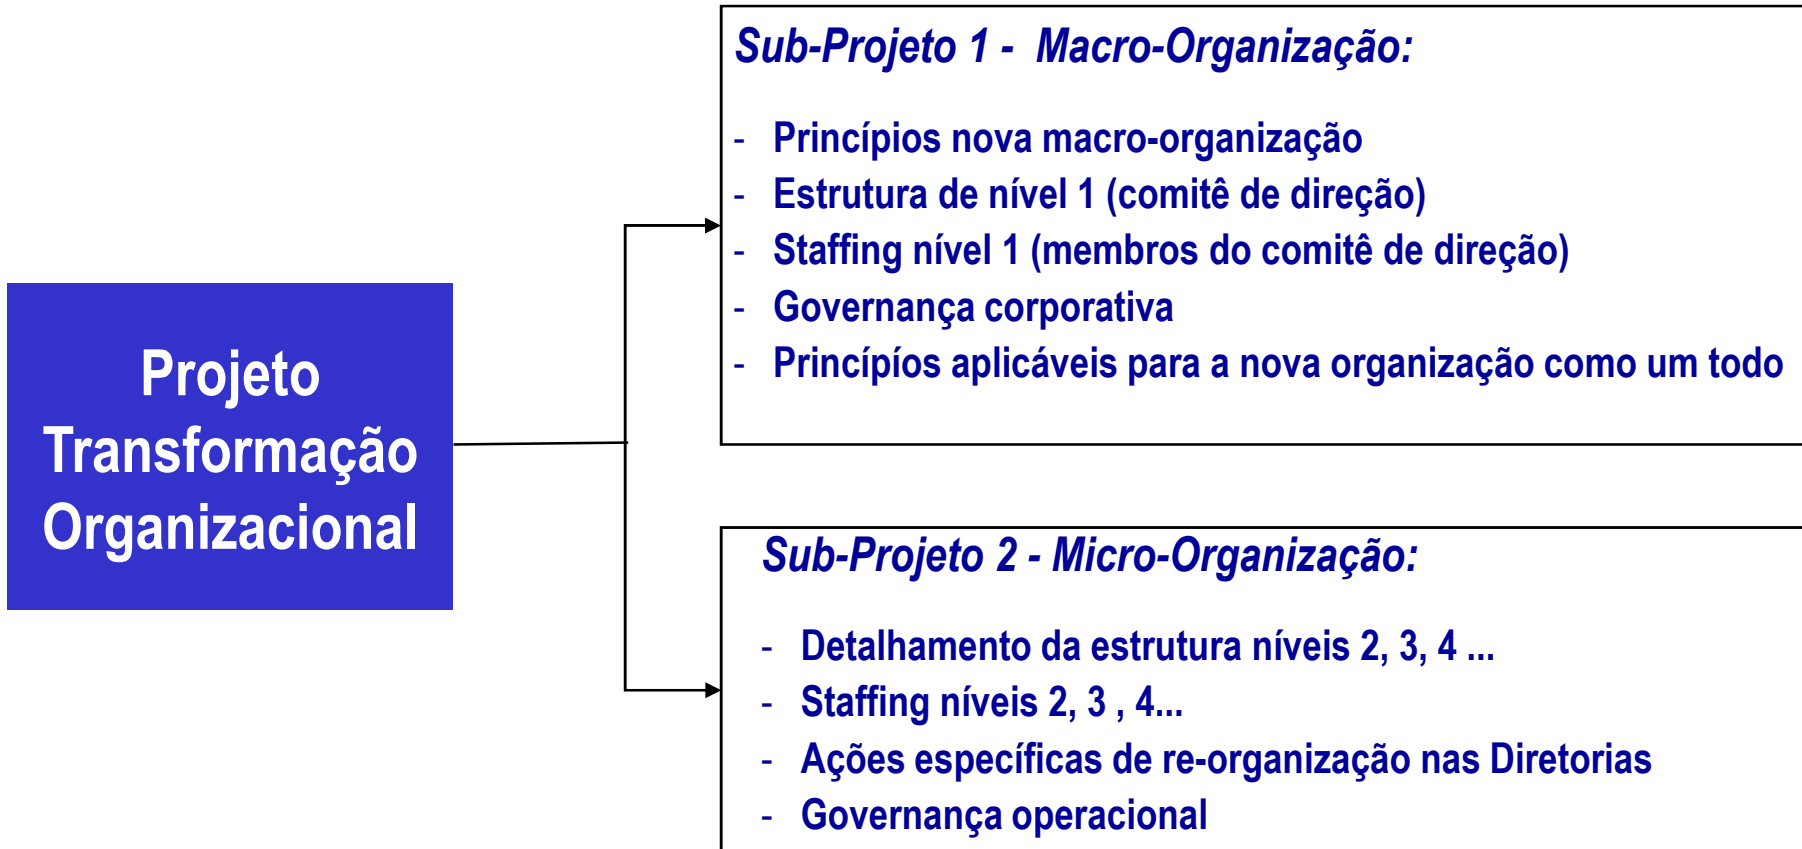 Projeto
Transformação
Organizacional
Sub-Projeto 1 - Macro-Organização:
- Princípios nova macro-organização
- Estrutura de nível 1 (comitê de direção)
- Staffing nível 1 (membros do comitê de direção)
- Governança corporativa
- Princípíos aplicáveis para a nova organização como um todo
Sub-Projeto 2 - Micro-Organização:
- Detalhamento da estrutura níveis 2, 3, 4 ...
- Staffing níveis 2, 3 , 4...
- Ações específicas de re-organização nas Diretorias
- Governança operacional